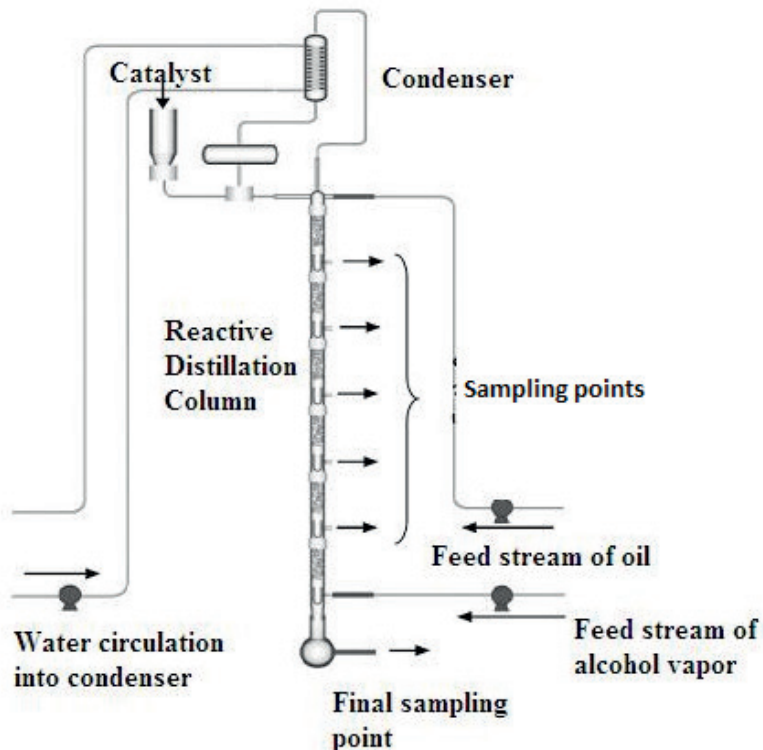 Catalyst
Condenser
Reactive
Distillation
Column
Sampling points
Feed stream of oil
Water circulation
into condenser
Feed stream of
alcohol vapor
Final sampling
point